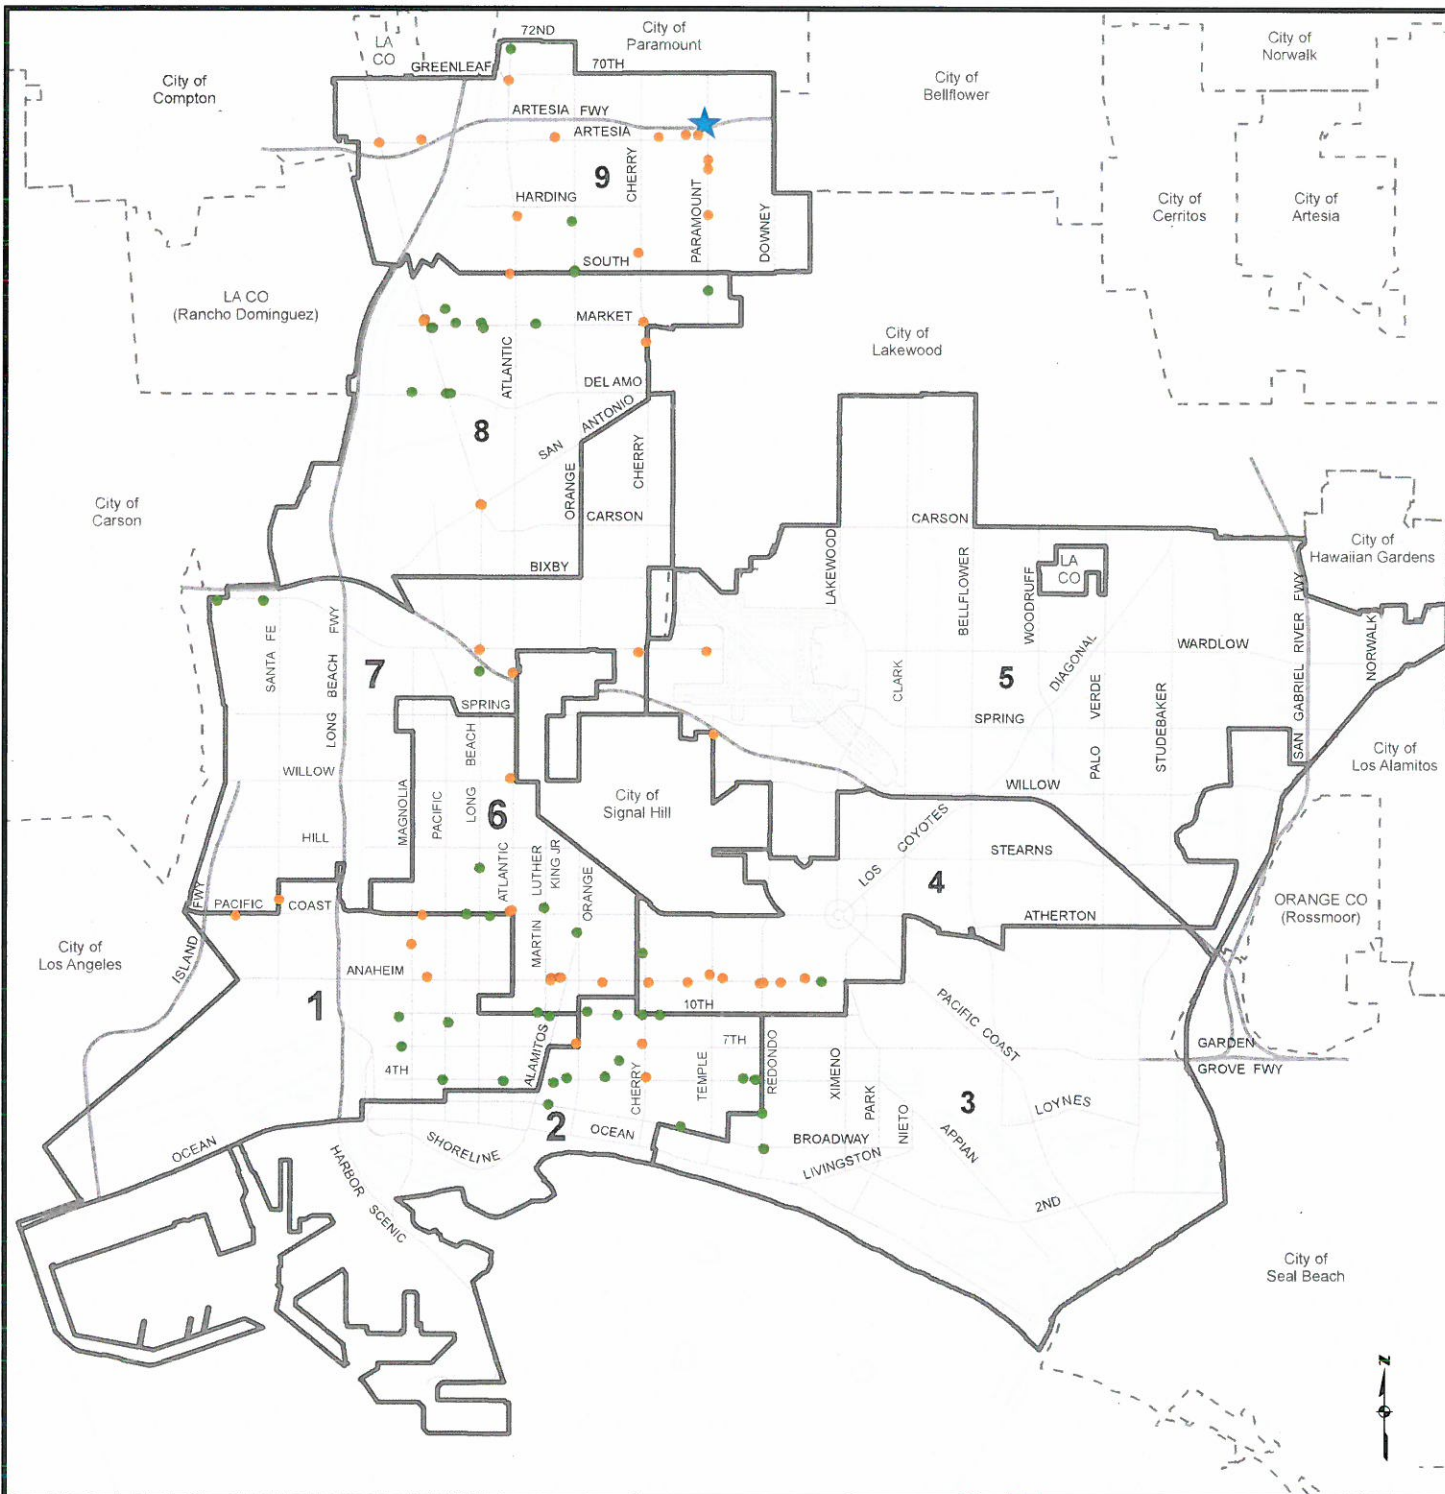 72ND
City of
Paramount
LA
CO
GREENLEAF
70TH
City of
Norwalk
City of
Compton
City of
Bellflower
ARTESIA FWY
ARTESIA
9
CHERRY
HARDING
PARAMOUNT
DOWNEY
City of
Cerritos
City of
Artesia
SOUTH
LA CO
(Rancho Dominguez)
MARKET
City of
Lakewood
ATLANTIC
DEL AMO
8
SAN ANTONIO
ORANGE
CHERRY
City of
Carson
CARSON
CARSON
LAKEWOOD
BELLFLOWER
WOODRUFF
LA
CO
City of
Hawaiian Gardens
BIXBY
SANTA FE
LONG BEACH FWY
7
SPRING
CLARK
5
DIAGONAL
WARDLOW
SAN GABRIEL RIVER FWY
NORWALK
SPRING
PALO VERDE
STUDEBAKER
City of
Los Alamitos
WILLOW
MAGNOLIA
PACIFIC
LONG BEACH
6
City of
Signal Hill
WILLOW
HILL
ATLANTIC
MARTIN LUTHER
KING JR
ORANGE
LOS COYOTES
STEARNS
4
ISLAND FWY
PACIFIC COAST
ATHERTON
ORANGE CO
(Rossmoor)
City of
Los Angeles
ANAHEIM
1
10TH
PACIFIC COAST
ALAMITOS
7TH
REDONDO
GARDEN
GROVE FWY
4TH
CHERRY
TEMPLE
XIMENO
PARK
NIETO
3
LOYNES
2
OCEAN
BROADWAY
LIVINGSTON
APPIAN
OCEAN
SHORELINE
HARBOR SCENIC
2ND
City of
Seal Beach
N